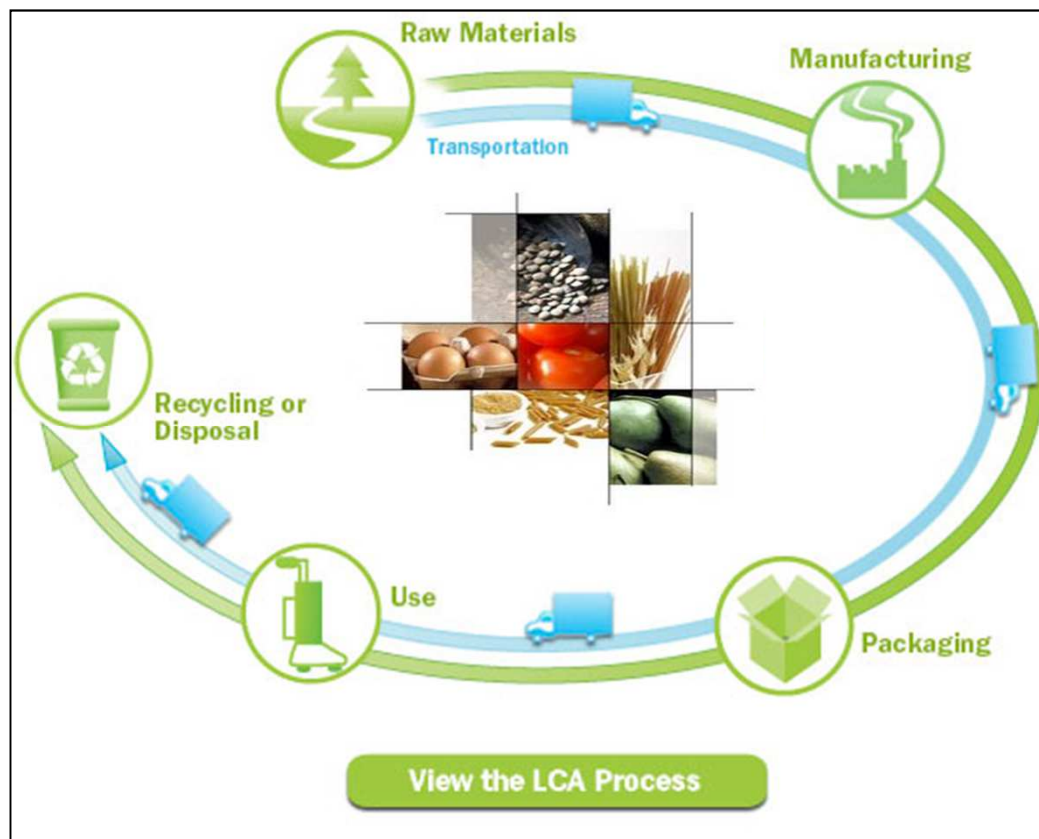 Raw Materials
Manufacturing
Transportation
Recycling or
Disposal
Use
Packaging
View the LCA Process